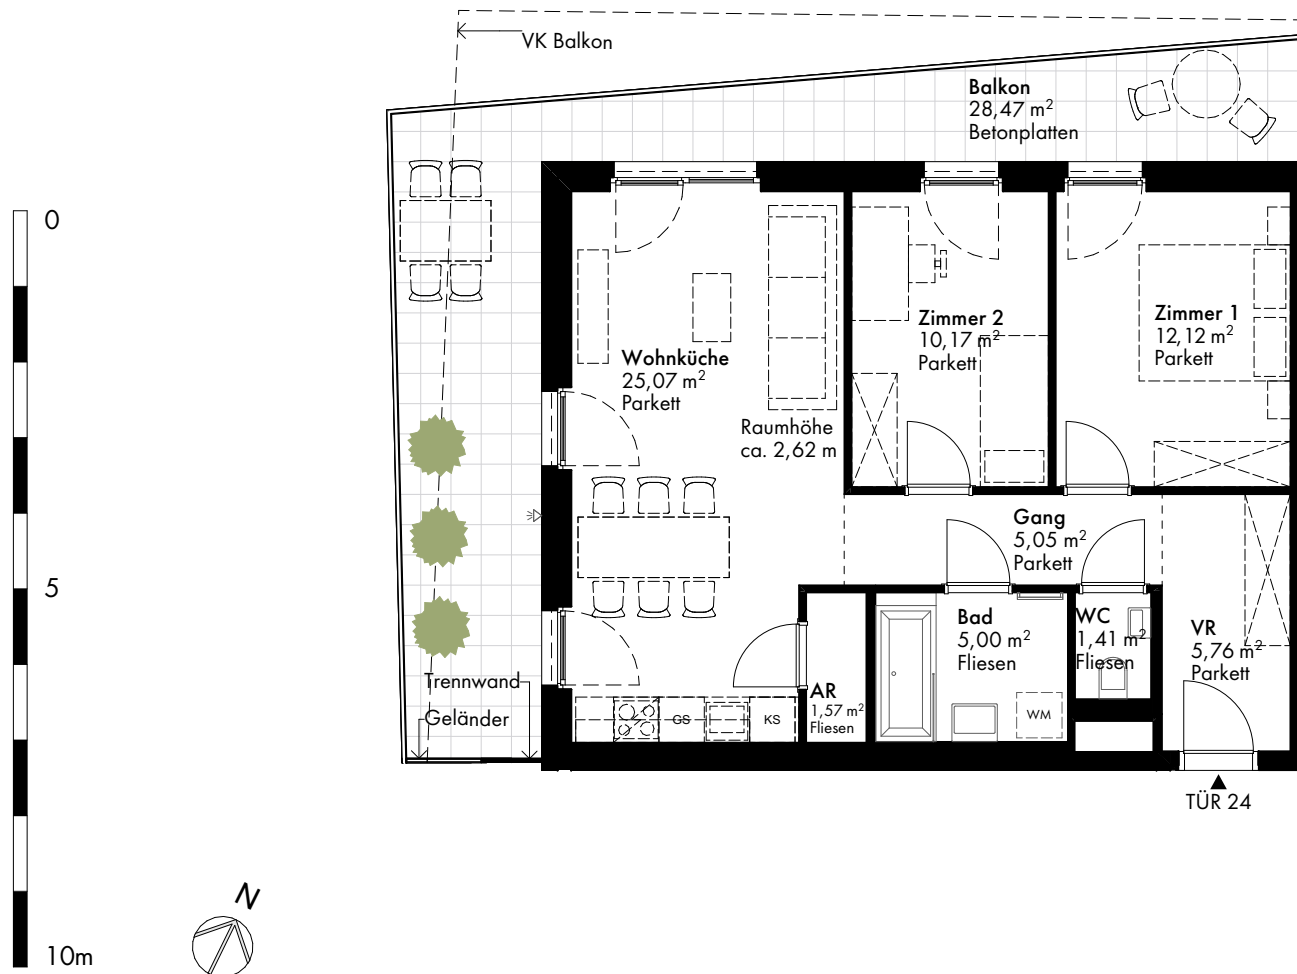 VK Balkon
Balkon
28,47 m²
Betonplatten
0
Zimmer 2
10,17 m²
Parkett
Zimmer 1
12,12 m²
Parkett
Wohnküche
25,07 m²
Parkett
Raumhöhe
ca. 2,62 m
Gang
5,05 m²
Parkett
5
Bad
5,00 m²
Fliesen
WC
1,41 m²
Fliesen
VR
5,76 m²
Parkett
Trennwand
Geländer
AR
1,57 m²
Fliesen
GS
KS
WM
TÜR 24
N
10m